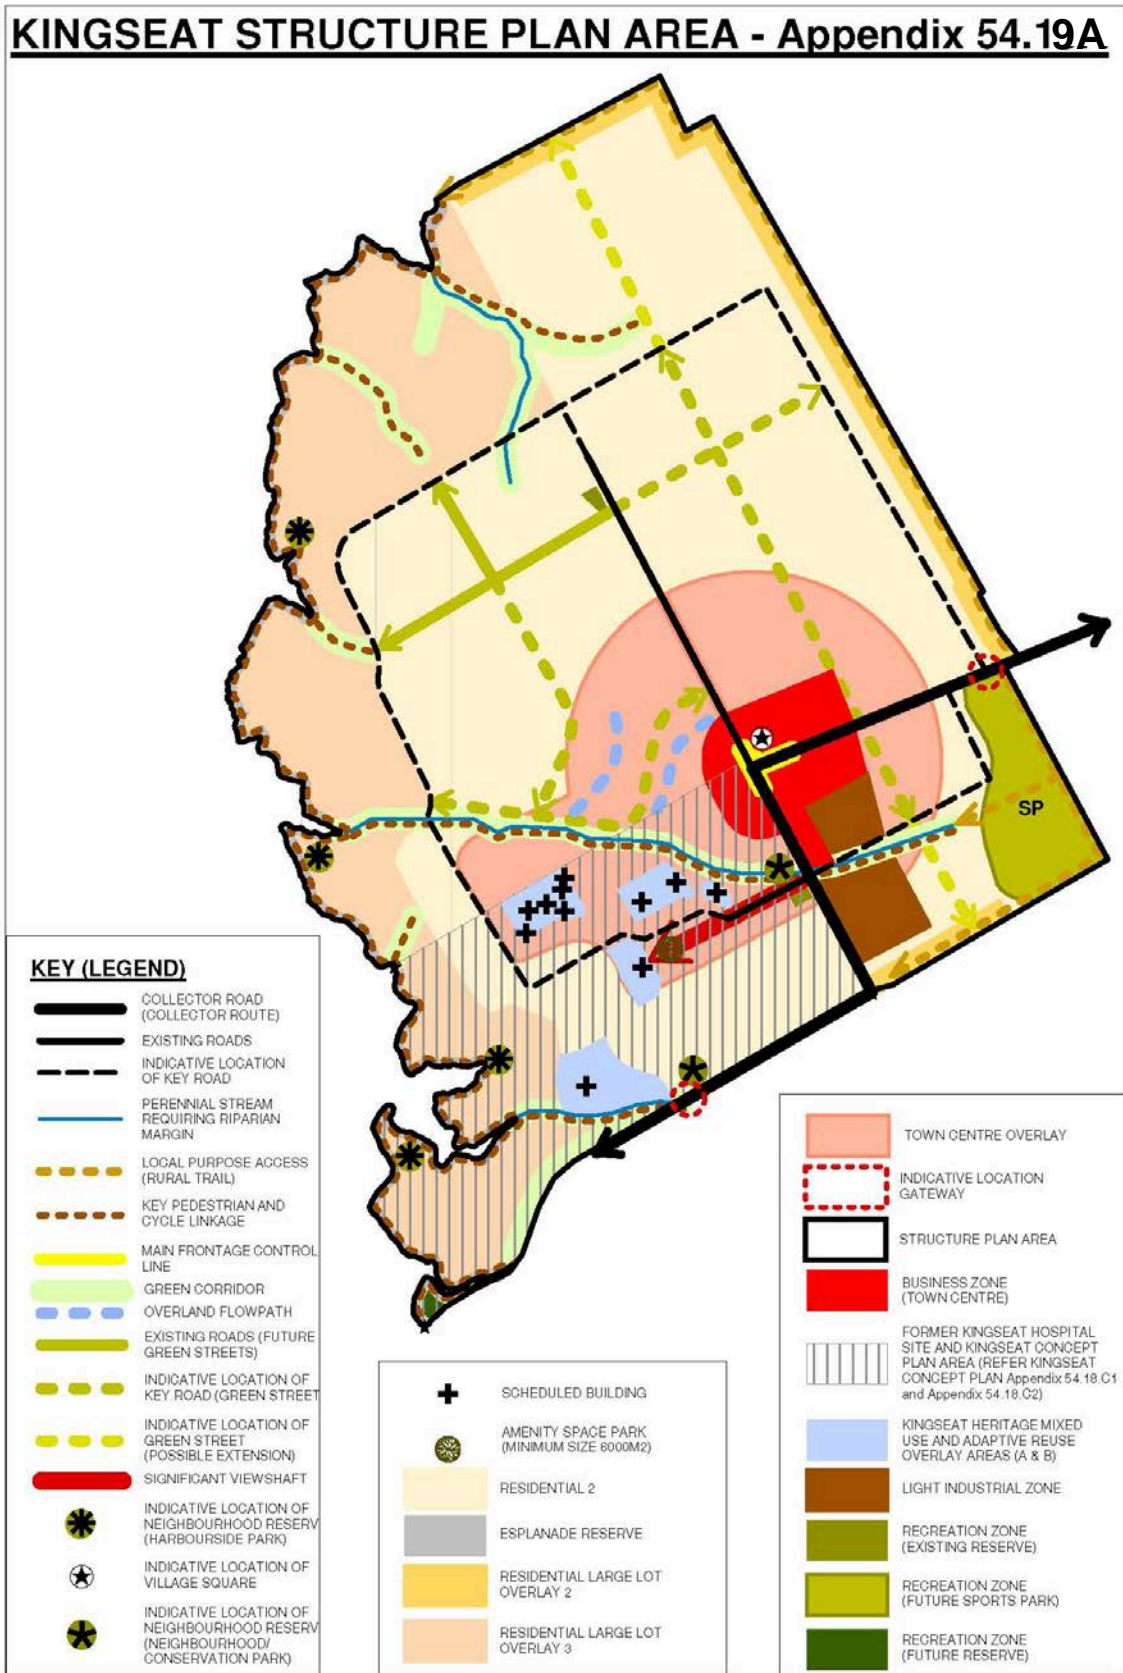 KINGSEAT STRUCTURE PLAN AREA - Appendix 54.19A
SP
KEY (LEGEND)
COLLECTOR ROAD
(COLLECTOR ROUTE)
EXISTING ROADS
INDICATIVE LOCATION
OF KEY ROAD
PERENNIAL STREAM
REQUIRING RIPARIAN
MARGIN
LOCAL PURPOSE ACCESS
(RURAL TRAIL)
KEY PEDESTRIAN AND
CYCLE LINKAGE
MAIN FRONTAGE CONTROL
LINE
GREEN CORRIDOR
OVERLAND FLOWPATH
EXISTING ROADS (FUTURE
GREEN STREETS)
INDICATIVE LOCATION OF
KEY ROAD (GREEN STREET
INDICATIVE LOCATION OF
GREEN STREET
(POSSIBLE EXTENSION)
SIGNIFICANT VIEWSHAFT
INDICATIVE LOCATION OF
NEIGHBOURHOOD RESERV
(HARBOURSIDE PARK)
INDICATIVE LOCATION OF
VILLAGE SQUARE
INDICATIVE LOCATION OF
NEIGHBOURHOOD RESERV
(NEIGHBOURHOOD/
CONSERVATION PARK)
SCHEDULED BUILDING
AMENITY SPACE PARK
(MINIMUM SIZE 6000M2)
RESIDENTIAL 2
ESPLANADE RESERVE
RESIDENTIAL LARGE LOT
OVERLAY 2
RESIDENTIAL LARGE LOT
OVERLAY 3
TOWN CENTRE OVERLAY
INDICATIVE LOCATION
GATEWAY
STRUCTURE PLAN AREA
BUSINESS ZONE
(TOWN CENTRE)
FORMER KINGSEAT HOSPITAL
SITE AND KINGSEAT CONCEPT
PLAN AREA (REFER KINGSEAT
CONCEPT PLAN Appendix 54.18.C1
and Appendix 54.18.C2)
KINGSEAT HERITAGE MIXED
USE AND ADAPTIVE REUSE
OVERLAY AREAS (A & B)
LIGHT INDUSTRIAL ZONE
RECREATION ZONE
(EXISTING RESERVE)
RECREATION ZONE
(FUTURE SPORTS PARK)
RECREATION ZONE
(FUTURE RESERVE)